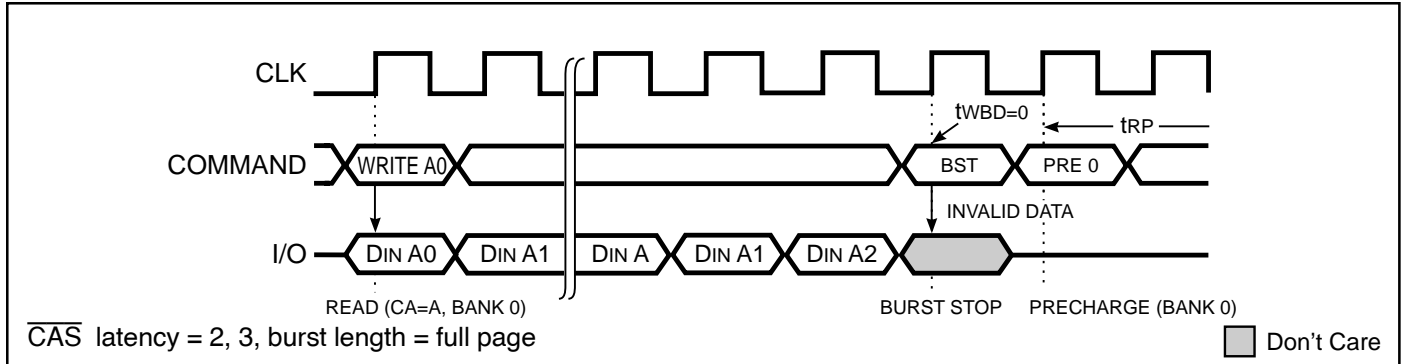 CLK
tWBD=0
tRP
COMMAND WRITE A0 BST PRE 0
INVALID DATA
I/O DIN A0 DIN A1 DIN A DIN A1 DIN A2
READ (CA=A, BANK 0) BURST STOP PRECHARGE (BANK 0)
CAS latency = 2, 3, burst length = full page Don't Care